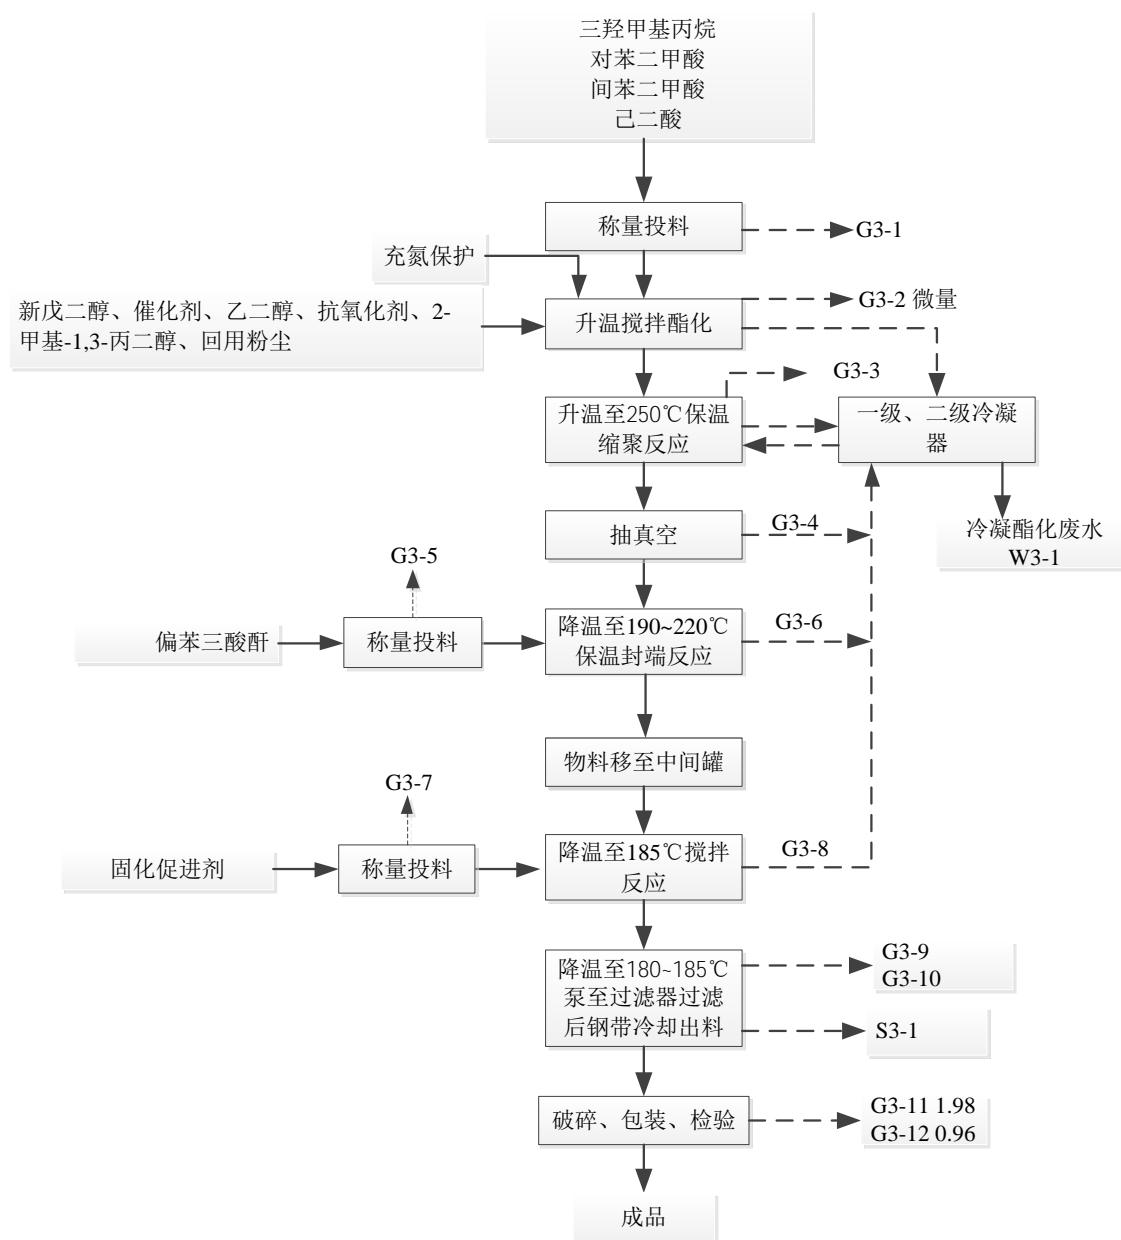 三羟甲基丙烷
对苯二甲酸
间苯二甲酸
己二酸
称量投料
G3-1
充氮保护
新戊二醇、催化剂、乙二醇、抗氧化剂、2-
甲基-1,3-丙二醇、回用粉尘
升温搅拌酯化
G3-2 微量
G3-3
升温至250℃保温
缩聚反应
一级、二级冷凝
器
抽真空
G3-4
冷凝酯化废水
W3-1
G3-5
偏苯三酸酐
称量投料
降温至190~220℃
保温封端反应
G3-6
物料移至中间罐
G3-7
固化促进剂
称量投料
降温至185℃搅拌
反应
G3-8
降温至180~185℃
泵至过滤器过滤
后钢带冷却出料
G3-9
G3-10
S3-1
破碎、包装、检验
G3-11 1.98
G3-12 0.96
成品